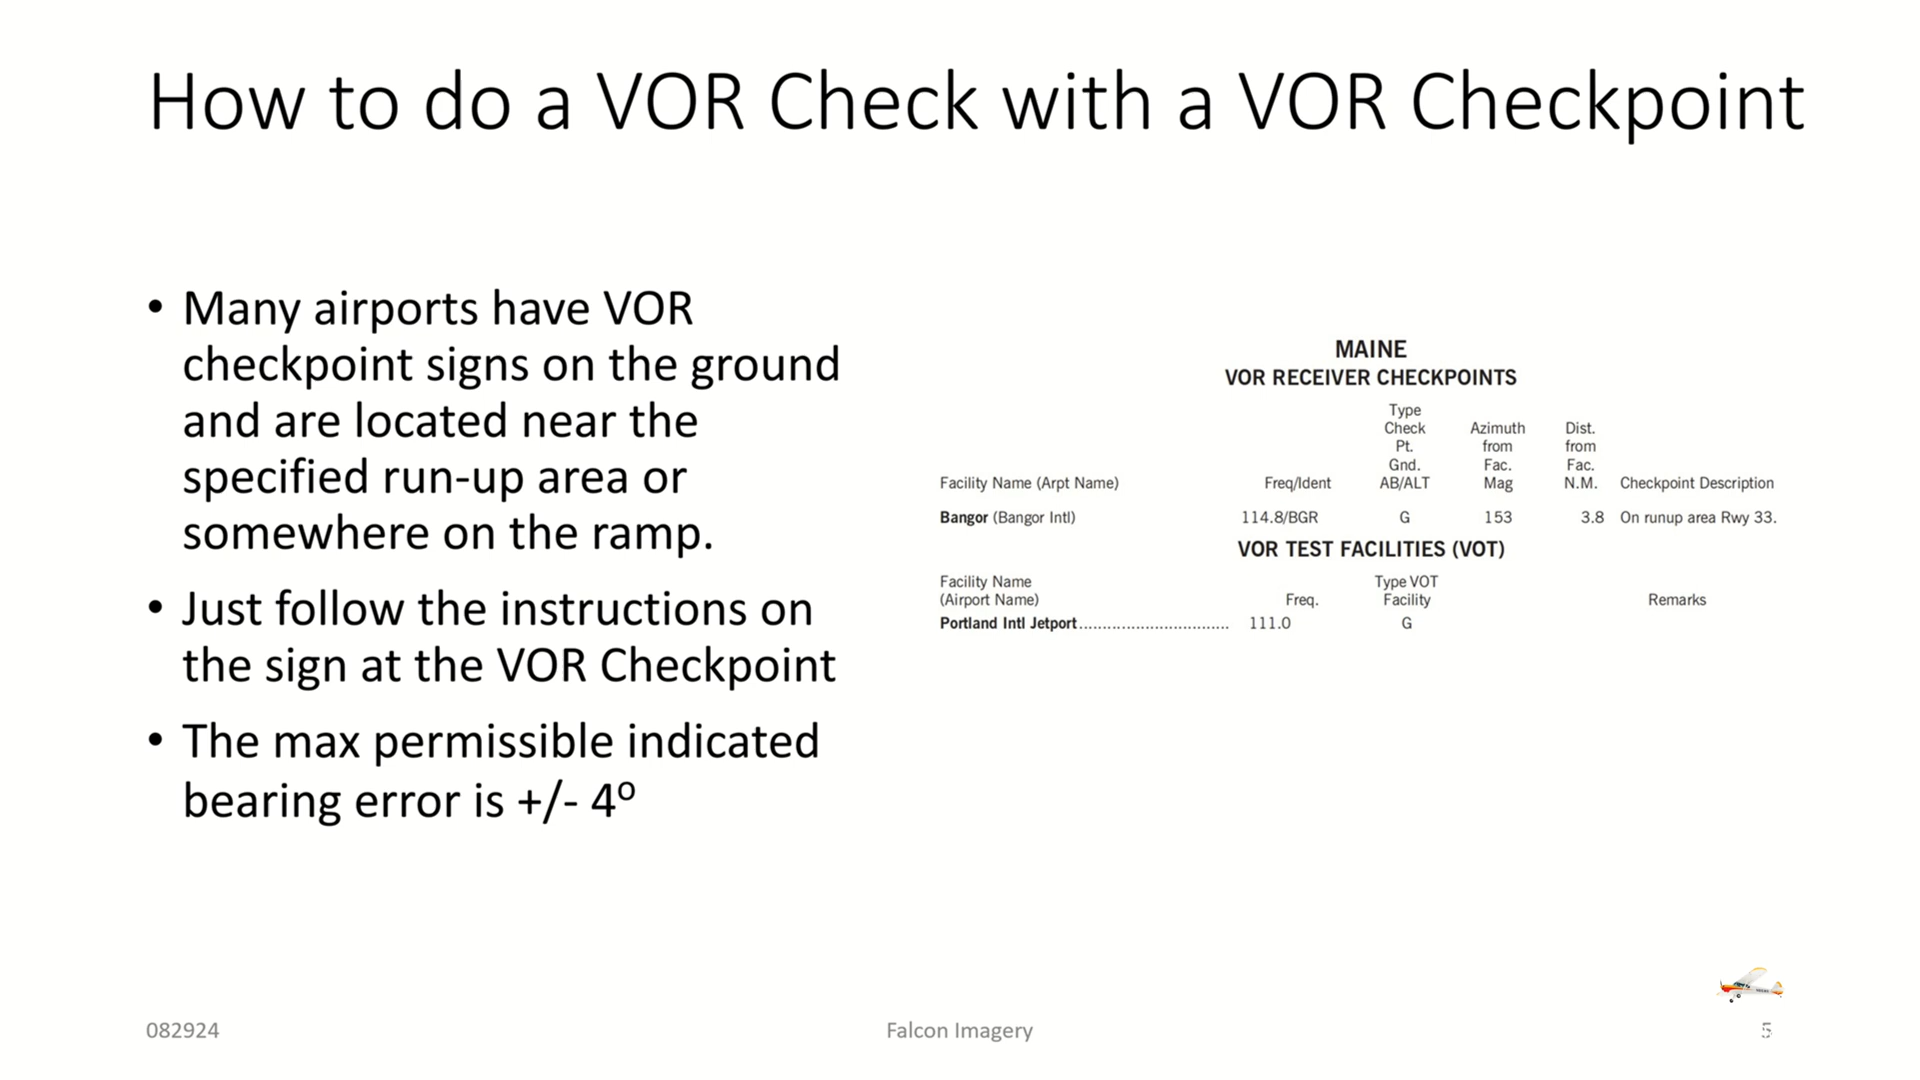 How to do a VOR Check with a VOR Checkpoint
• Many airports have VOR
checkpoint signs on the ground
and are located near the
specified run-up area or
somewhere on the ramp.
• Just follow the instructions on
the sign at the VOR Checkpoint
• The max permissible indicated
bearing error is +/- 4º
MAINE
VOR RECEIVER CHECKPOINTS
Type
Check Azimuth Dist.
Pt. from from
Gnd. Fac. Fac.
Facility Name (Arpt Name) Freq/Ident AB/ALT Mag N.M. Checkpoint Description
Bangor (Bangor Intl) 114.8/BGR G 153 3.8 On runup area Rwy 33.
VOR TEST FACILITIES (VOT)
Facility Name Type VOT
(Airport Name) Freq. Facility Remarks
Portland Intl Jetport............................... 111.0 G
082924 Falcon Imagery 5